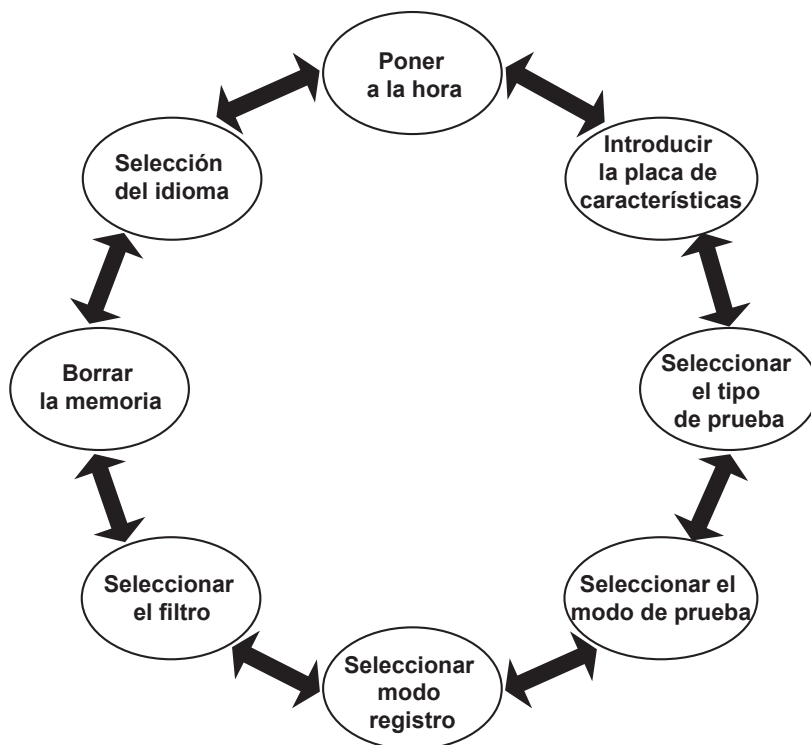 Poner
a la hora
Introducir
la placa de
características
Seleccionar
el tipo
de prueba
Seleccionar el
modo de prueba
Seleccionar
modo
registro
Seleccionar
el filtro
Borrar
la memoria
Selección
del idioma